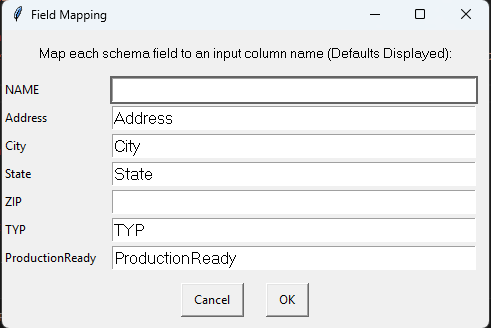 Field Mapping
Map each schema field to an input column name (Defaults Displayed):
NAME
Address Address
City City
State State
ZIP
TYP TYP
ProductionReady ProductionReady
Cancel OK